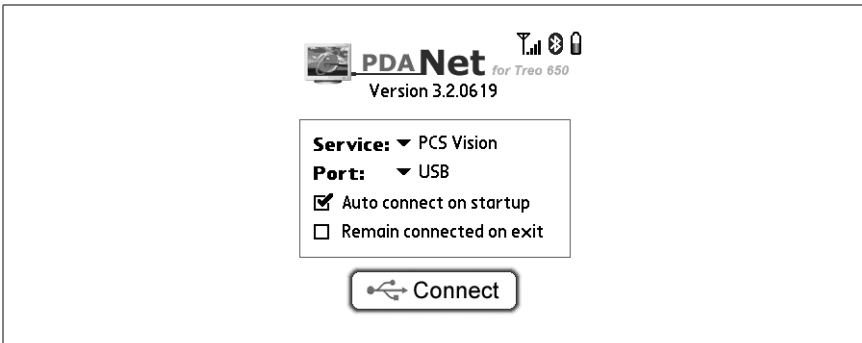 PDANet for Treo 650
Version 3.2.0619
Service: PCS Vision
Port: USB
Auto connect on startup
Remain connected on exit
Connect